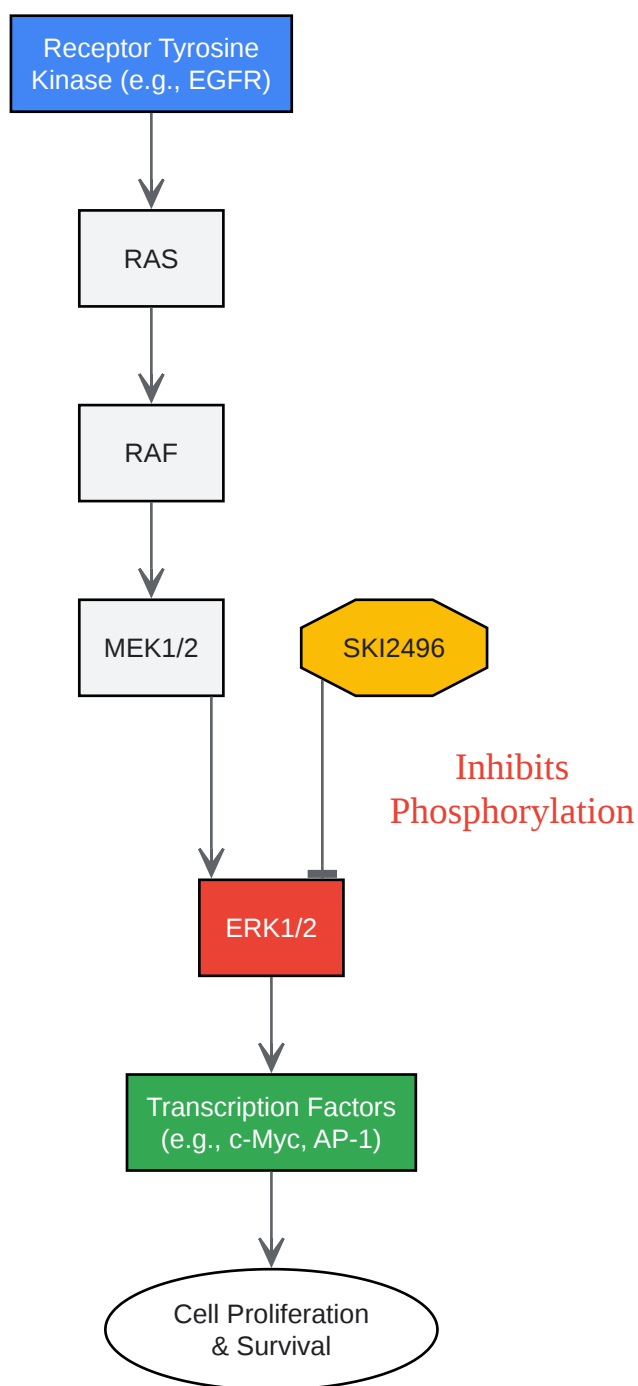 Receptor Tyrosine
Kinase (e.g., EGFR)
RAS
RAF
MEK1/2
SKI2496
Inhibits
Phosphorylation
ERK1/2
Transcription Factors
(e.g., c-Myc, AP-1)
Cell Proliferation
& Survival